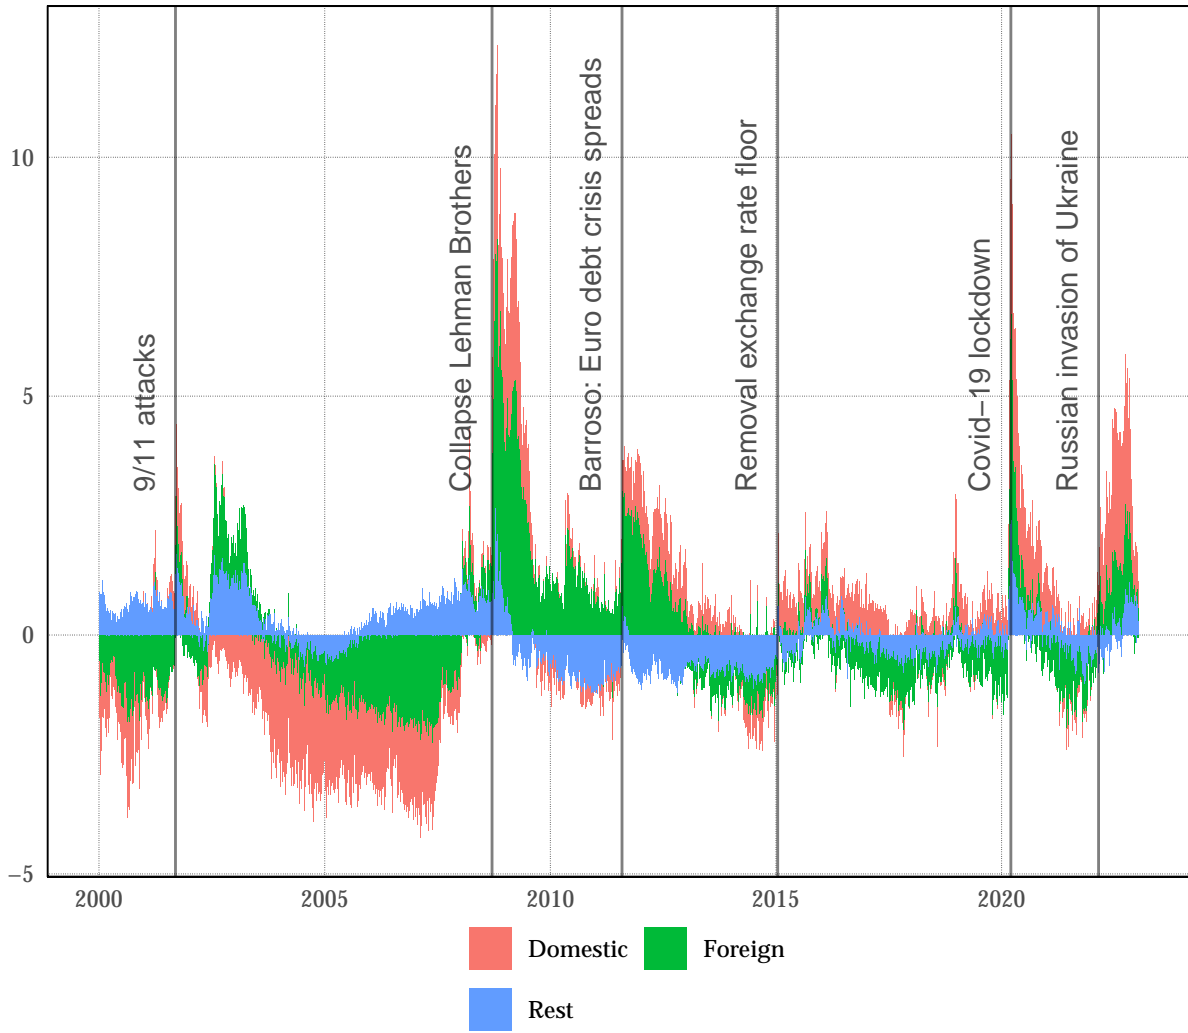 10
5
0
−5
9/11 attacks
Collapse Lehman Brothers
Barroso: Euro debt crisis spreads
Removal exchange rate floor
Covid−19 lockdown
Russian invasion of Ukraine
2000 2005 2010 2015 2020
Domestic Foreign
Rest